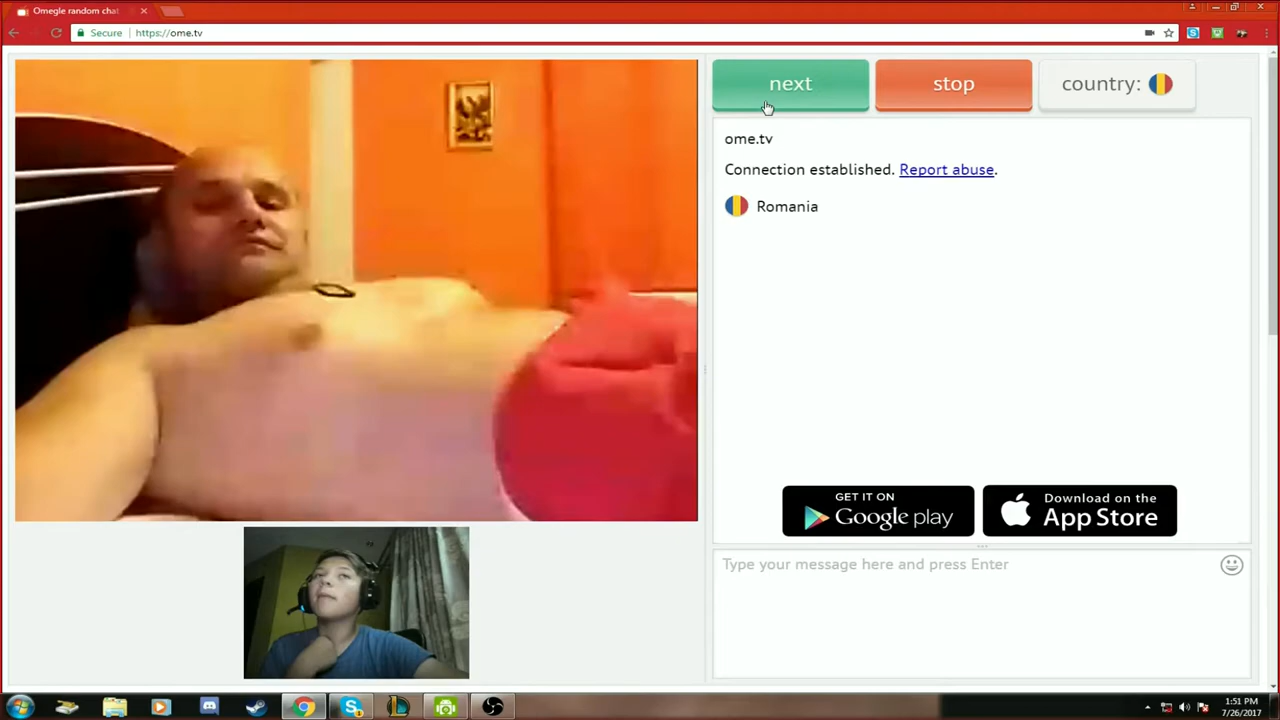 Omegle random chat
Secure
https://ome.tv
next
stop
country:
ome.tv
Connection established. Report abuse.
Romania
GET IT ON
Google play
Download on the
App Store
Type your message here and press Enter
1:51 PM
7/26/2017